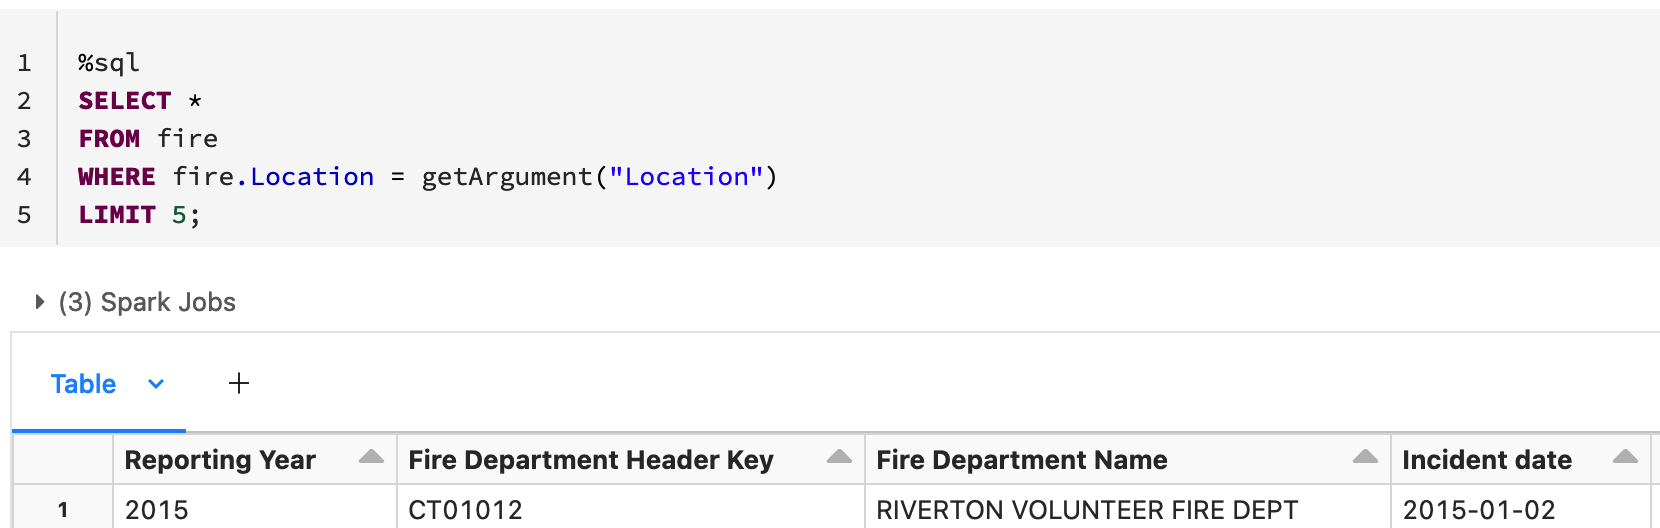 1 %sql
2 SELECT *
3 FROM fire
4 WHERE fire.Location = getArgument("Location")
5 LIMIT 5;
(3) Spark Jobs
Table +
Reporting Year Fire Department Header Key Fire Department Name Incident date
1 2015 CT01012 RIVERTON VOLUNTEER FIRE DEPT 2015-01-02